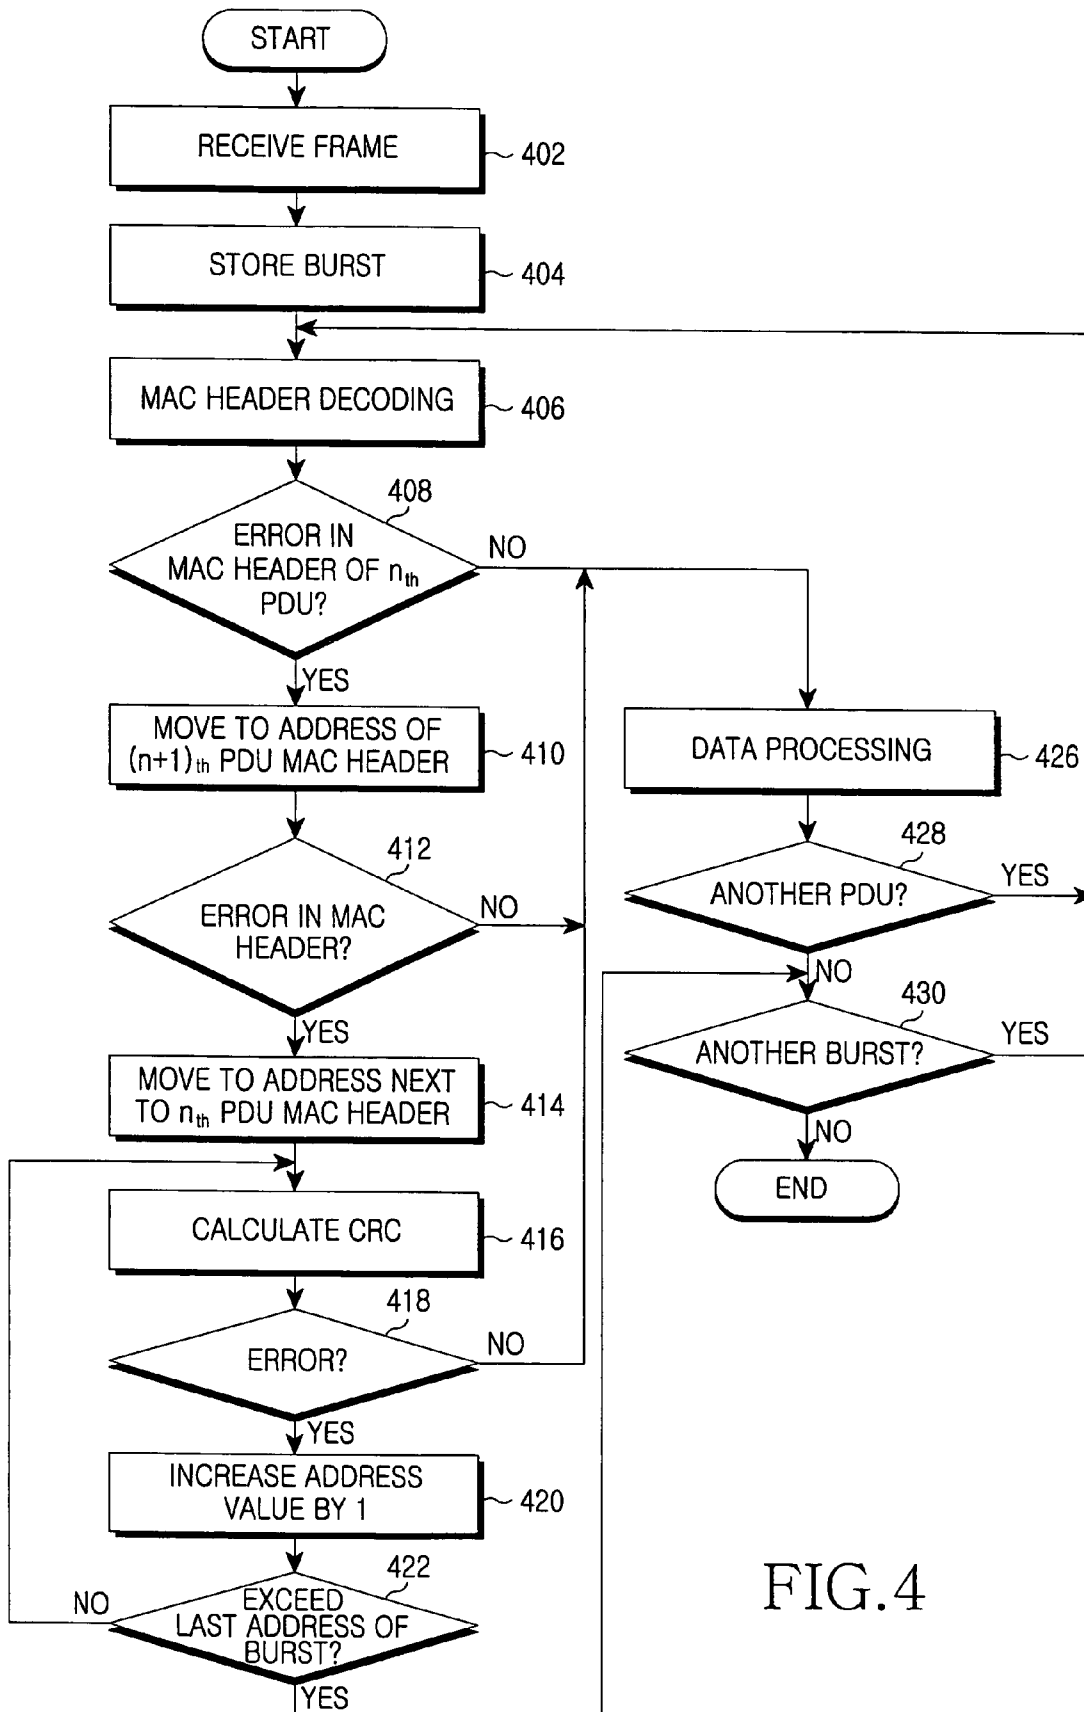 START
RECEIVE FRAME
402
STORE BURST
404
MAC HEADER DECODING
406
408
ERROR IN
MAC HEADER OF nth
PDU?
NO
YES
MOVE TO ADDRESS OF
(n+1)th PDU MAC HEADER
410
412
ERROR IN MAC
HEADER?
NO
YES
MOVE TO ADDRESS NEXT
TO nth PDU MAC HEADER
414
CALCULATE CRC
416
418
ERROR?
NO
YES
INCREASE ADDRESS
VALUE BY 1
420
422
EXCEED
LAST ADDRESS OF
BURST?
NO
YES
DATA PROCESSING
426
428
ANOTHER PDU?
YES
NO
430
ANOTHER BURST?
YES
NO
END
FIG.4